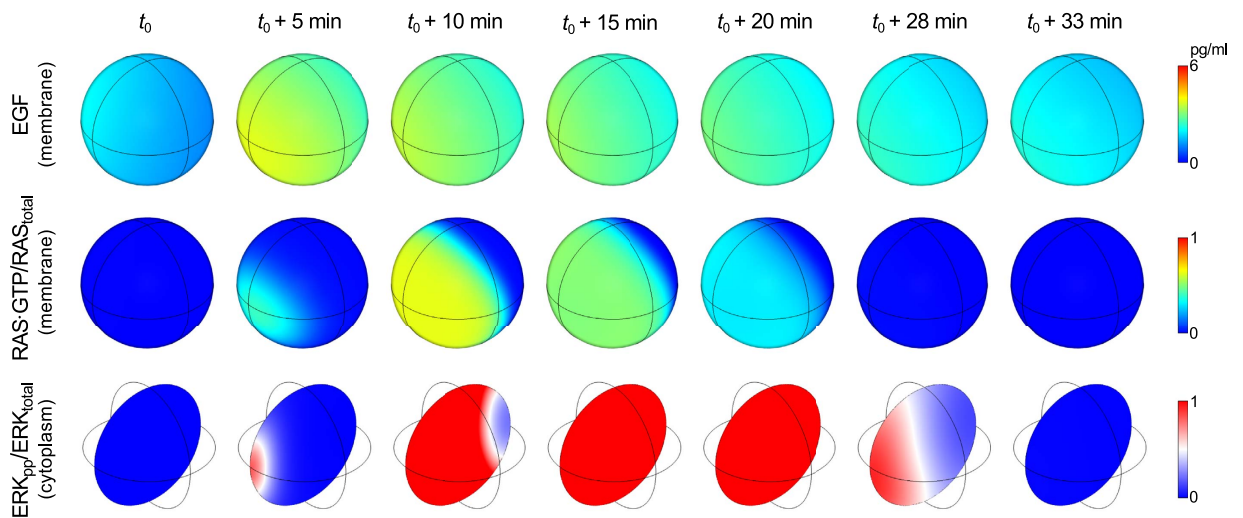 t0 t0 + 5 min t0 + 10 min t0 + 15 min t0 + 20 min t0 + 28 min t0 + 33 min
pg/ml
EGF
(membrane)
6
0
RAS·GTP/RAStotal
(membrane)
1
0
ERKpp/ERKtotal
(cytoplasm)
1
0